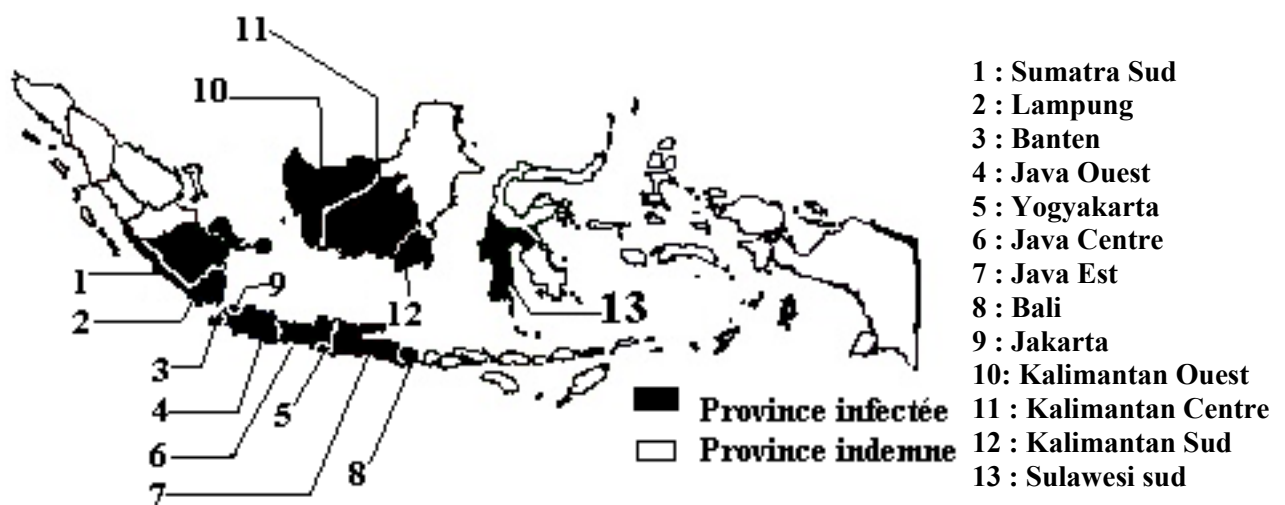 11
10
1
2
3
4
5
6
7
8
9
12
13
Province infectée
Province indemne
1 : Sumatra Sud
2 : Lampung
3 : Banten
4 : Java Ouest
5 : Yogyakarta
6 : Java Centre
7 : Java Est
8 : Bali
9 : Jakarta
10: Kalimantan Ouest
11 : Kalimantan Centre
12 : Kalimantan Sud
13 : Sulawesi sud